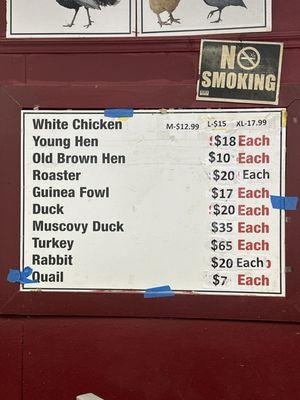 NO
SMOKING
White Chicken M-$12.99 L-$15 XL-17.99
Young Hen $18 Each
Old Brown Hen $10 Each
Roaster $20 Each
Guinea Fowl $17 Each
Duck $20 Each
Muscovy Duck $35 Each
Turkey $65 Each
Rabbit $20 Each
Quail $7 Each